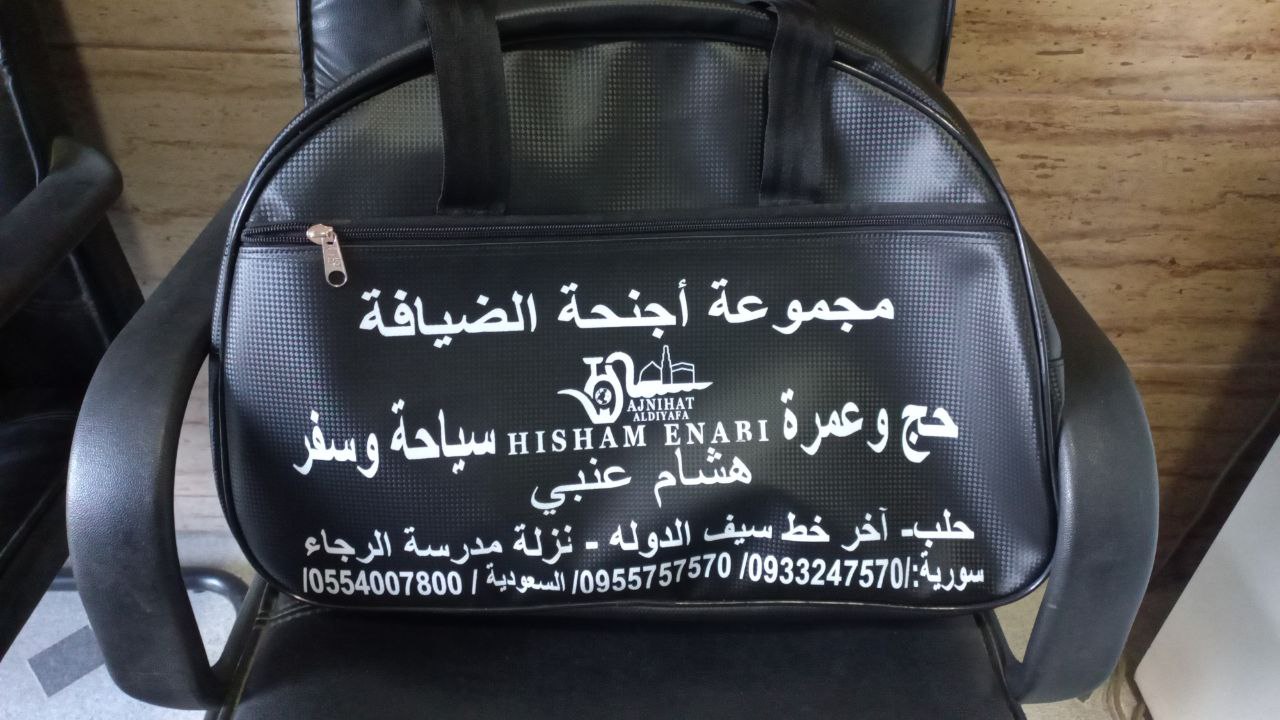 مجموعة أجنحة الضيافة
AJNIHAT
ALDIYAFA
حج وعمرة HISHAM ENABI سياحة وسفر
هشام عنبي
حلب- آخر خط سيف الدوله - نزلة مدرسة الرجاء
سورية:/0933247570 /0955757570/ السعودية / 0554007800/